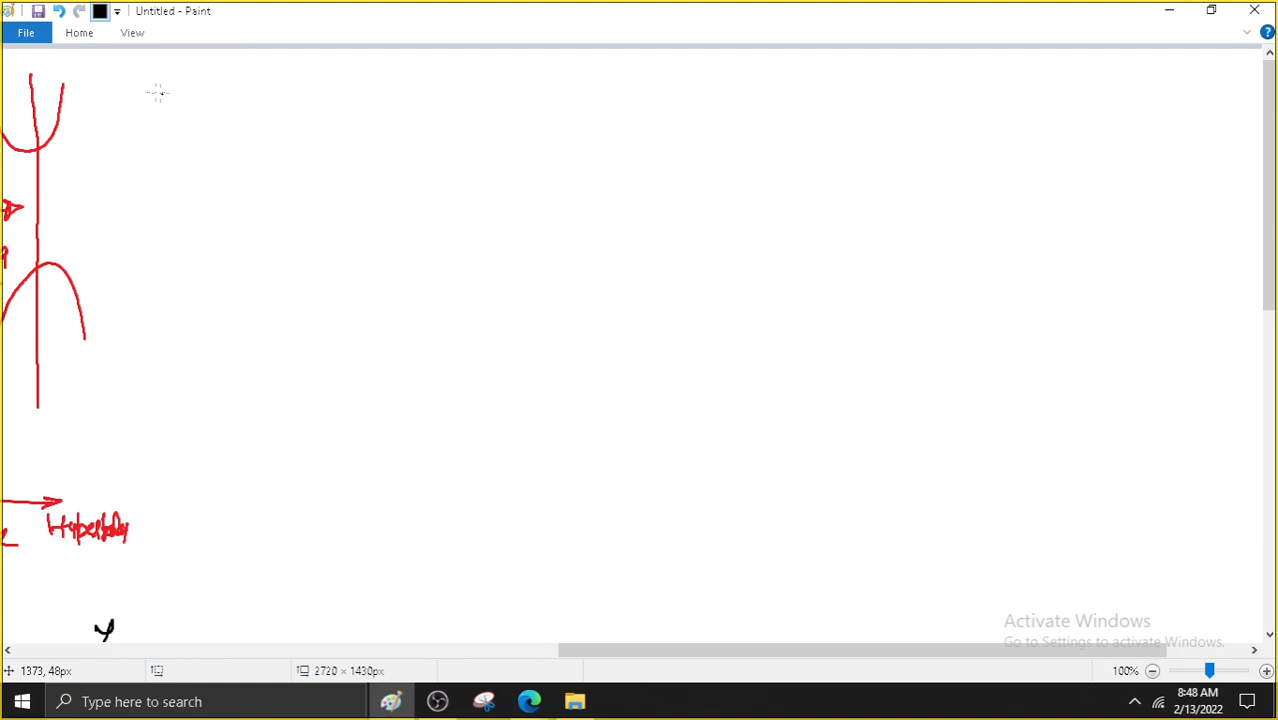 Untitled - Paint
File Home View
Activate Windows
Go to Settings to activate Windows.
1373, 48px
2720 × 1430px
100%
Type here to search
8:48 AM
2/13/2022